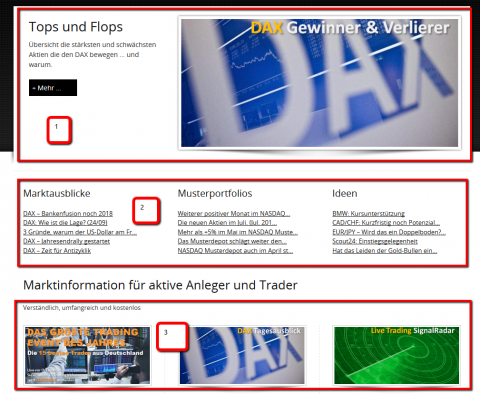 Tops und Flops
Übersicht die stärksten und schwächsten
Aktien die den DAX bewegen ... und
warum.
+ Mehr ...
DAX Gewinner & Verlierer
DAX
1
Marktausblicke
DAX – Bankenfusion noch 2018
DAX: Wie ist die Lage? (24/09)
3 Gründe, warum der US-Dollar am Fr...
DAX – Jahresendrally gestartet
DAX – Zeit für Antizyklik
2
Musterportfolios
Weiterer positiver Monat im NASDAQ...
Die neuen Aktien im Juli. (Jul. 201...
Mehr als +5% im Mai im NASDAQ Muste...
Das Musterdepot schlägt weiter den...
NASDAQ Musterdepot auch im April ist...
Ideen
BMW: Kursunterstützung
CAD/CHF: Kurzfristig noch Potenzial...
EUR/JPY – Wird das ein Doppelboden?...
Scout24: Einstiegsgelegenheit
Hat das Leiden der Gold-Bullen ein...
Marktinformation für aktive Anleger und Trader
Verständlich, umfangreich und kostenlos
DAS GRÖßTE TRADING
EVENT DES JAHRES
Die 15 besten Trader aus Deutschland
3
DAX Tagesausblick
DAX
Live Trading SignalRadar